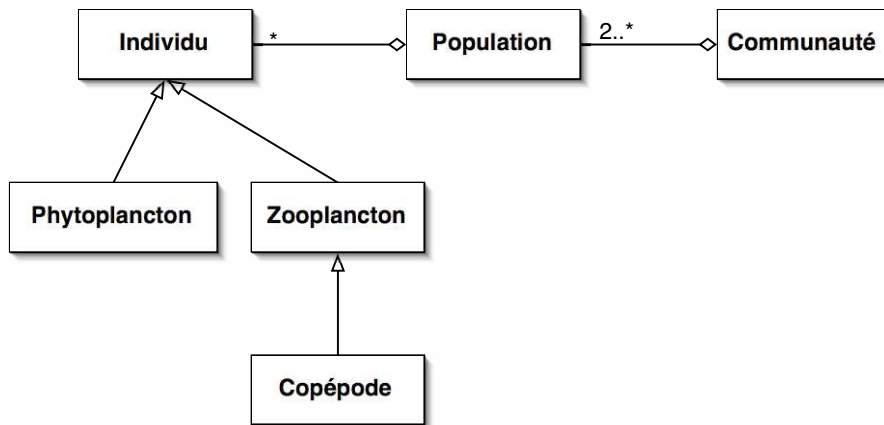 Individu
*
Population
2..*
Communauté
Phytoplancton
Zooplancton
Copépode